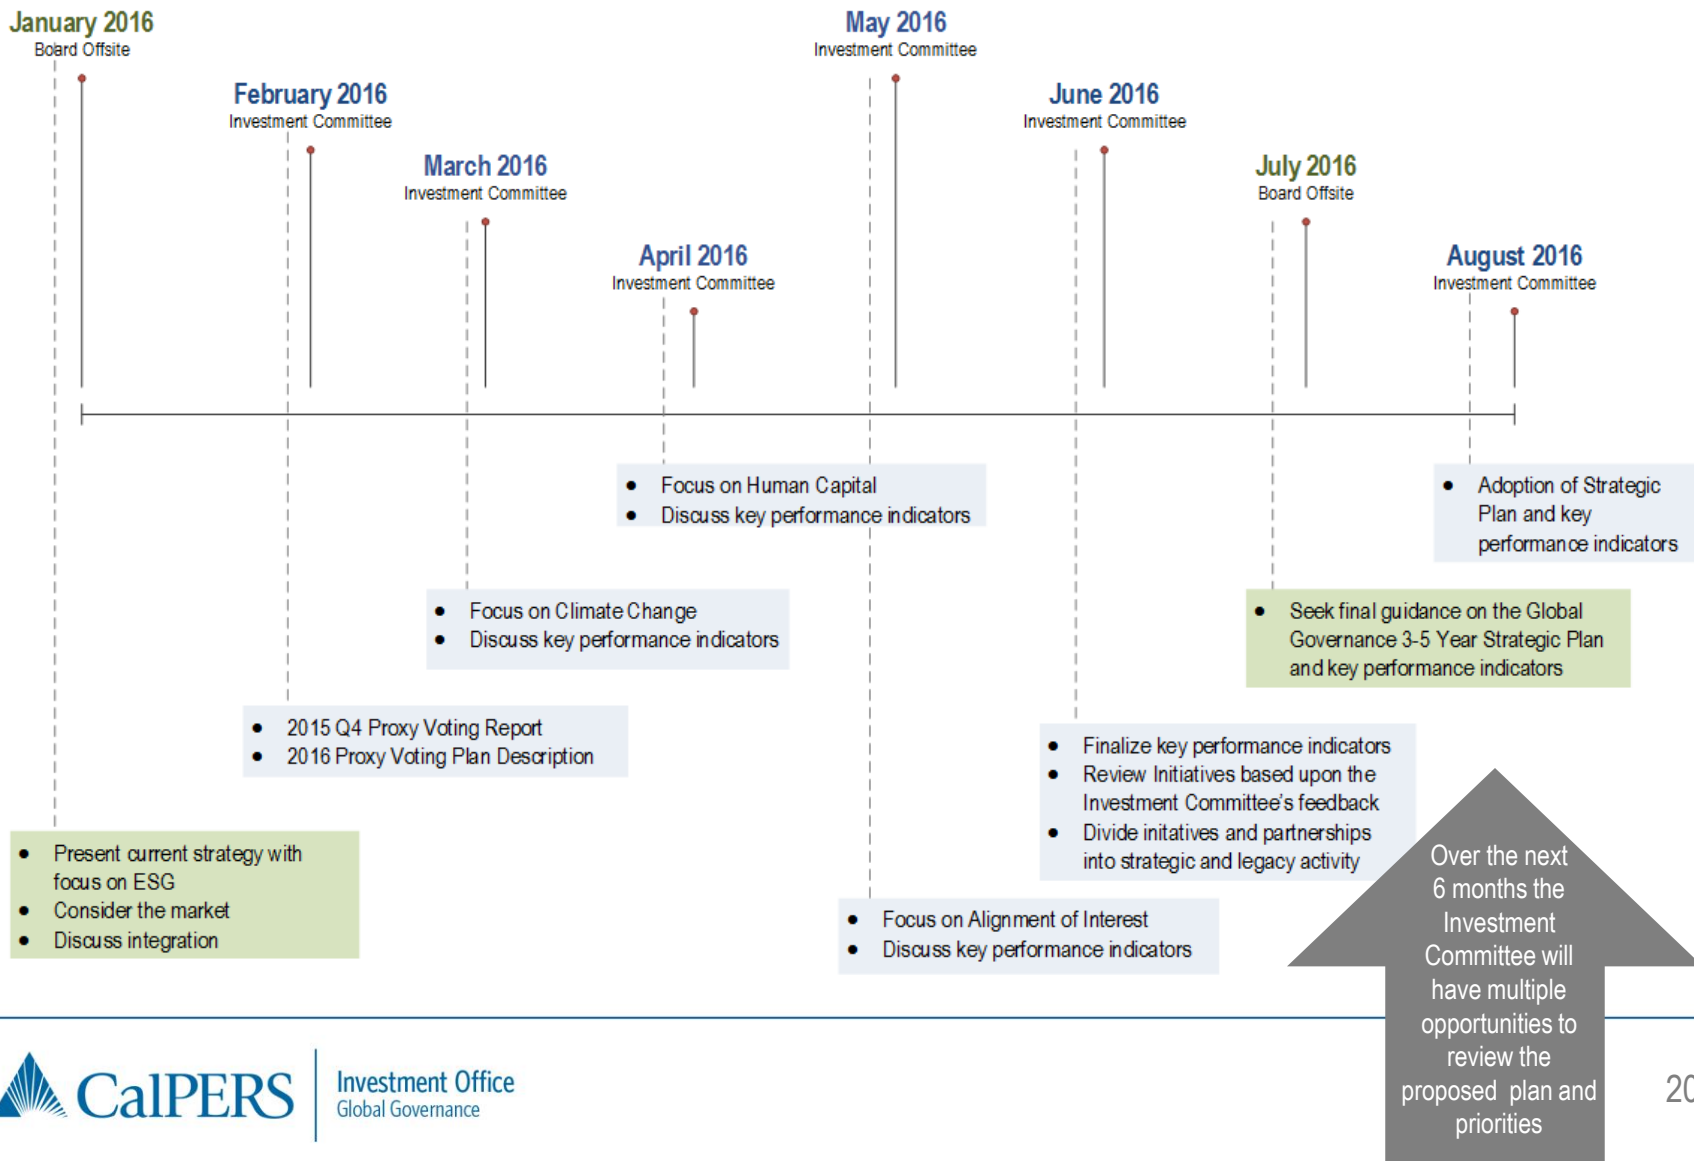 January 2016
Board Offsite
February 2016
Investment Committee
March 2016
Investment Committee
April 2016
Investment Committee
May 2016
Investment Committee
June 2016
Investment Committee
July 2016
Board Offsite
August 2016
Investment Committee
• Focus on Human Capital
• Discuss key performance indicators
• Adoption of Strategic
Plan and key
performance indicators
• Focus on Climate Change
• Discuss key performance indicators
• Seek final guidance on the Global
Governance 3-5 Year Strategic Plan
and key performance indicators
• 2015 Q4 Proxy Voting Report
• 2016 Proxy Voting Plan Description
• Finalize key performance indicators
• Review Initiatives based upon the
Investment Committee’s feedback
• Divide initatives and partnerships
into strategic and legacy activity
• Present current strategy with
focus on ESG
• Consider the market
• Discuss integration
• Focus on Alignment of Interest
• Discuss key performance indicators
Over the next
6 months the
Investment
Committee will
have multiple
opportunities to
review the
proposed plan and
priorities
CalPERS
Investment Office
Global Governance
20